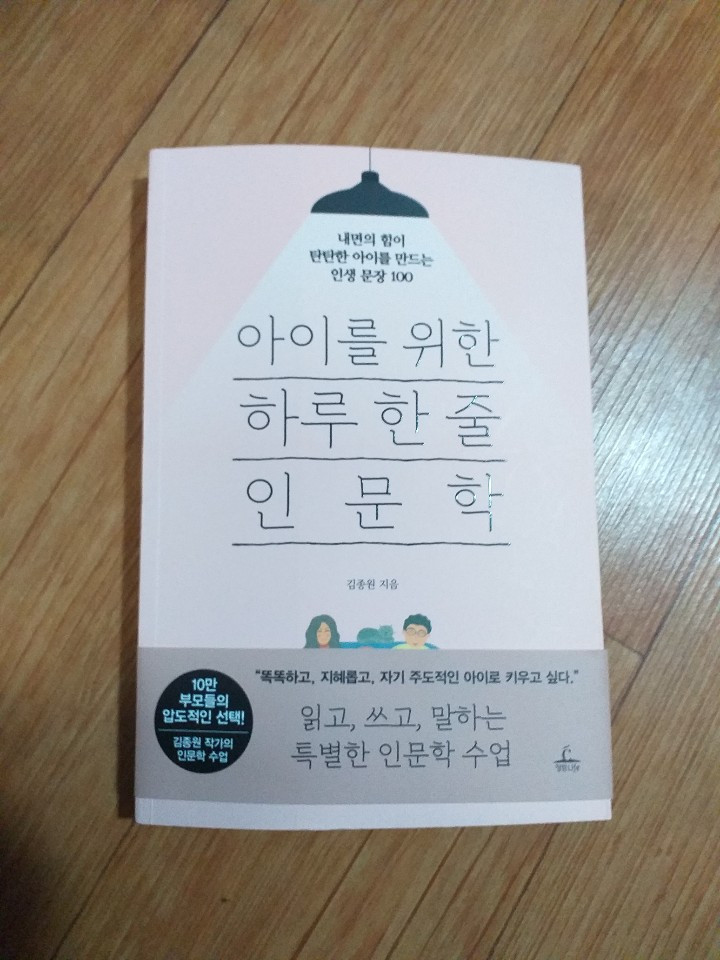 내면의 힘이
탄탄한 아이를 만드는
인생 문장 100
아이를 위한
하루 한 줄
인 문 학
김종원 지음
10만
부모들의
압도적인 선택!
김종원 작가의
인문학 수업
“똑똑하고, 지혜롭고, 자기 주도적인 아이로 키우고 싶다.”
읽고, 쓰고, 말하는
특별한 인문학 수업